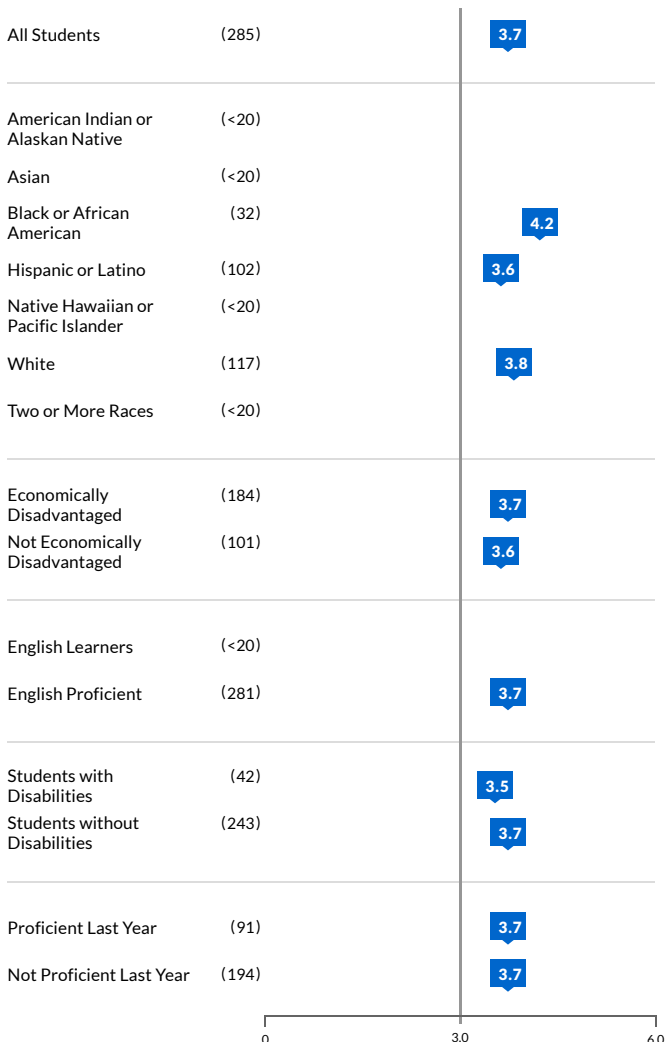 All Students (285) 3.7
American Indian or
Alaskan Native (<20)
Asian (<20)
Black or African
American (32) 4.2
Hispanic or Latino (102) 3.6
Native Hawaiian or
Pacific Islander (<20)
White (117) 3.8
Two or More Races (<20)
Economically
Disadvantaged (184) 3.7
Not Economically
Disadvantaged (101) 3.6
English Learners (<20)
English Proficient (281) 3.7
Students with
Disabilities (42) 3.5
Students without
Disabilities (243) 3.7
Proficient Last Year (91) 3.7
Not Proficient Last Year (194) 3.7
0 3.0 6.0